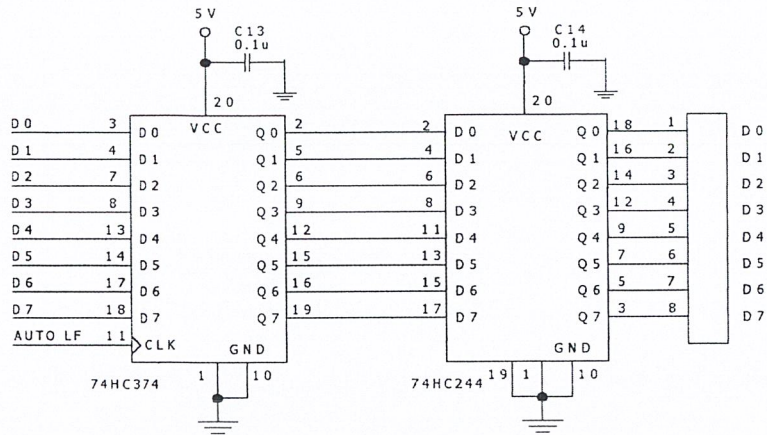 5V
C13
0.1u
20
5V
C14
0.1u
20
D0 3 D0 VCC Q0 2 2 D0 VCC Q0 18 1 D0
D1 4 D1 Q1 5 4 D1 Q1 16 2 D1
D2 7 D2 Q2 6 6 D2 Q2 14 3 D2
D3 8 D3 Q3 9 8 D3 Q3 12 4 D3
D4 13 D4 Q4 12 11 D4 Q4 9 5 D4
D5 14 D5 Q5 15 13 D5 Q5 7 6 D5
D6 17 D6 Q6 16 15 D6 Q6 5 7 D6
D7 18 D7 Q7 19 17 D7 Q7 3 8 D7
AUTO LF 11 CLK
GND GND
74HC374 1 10
74HC244 19 1 10